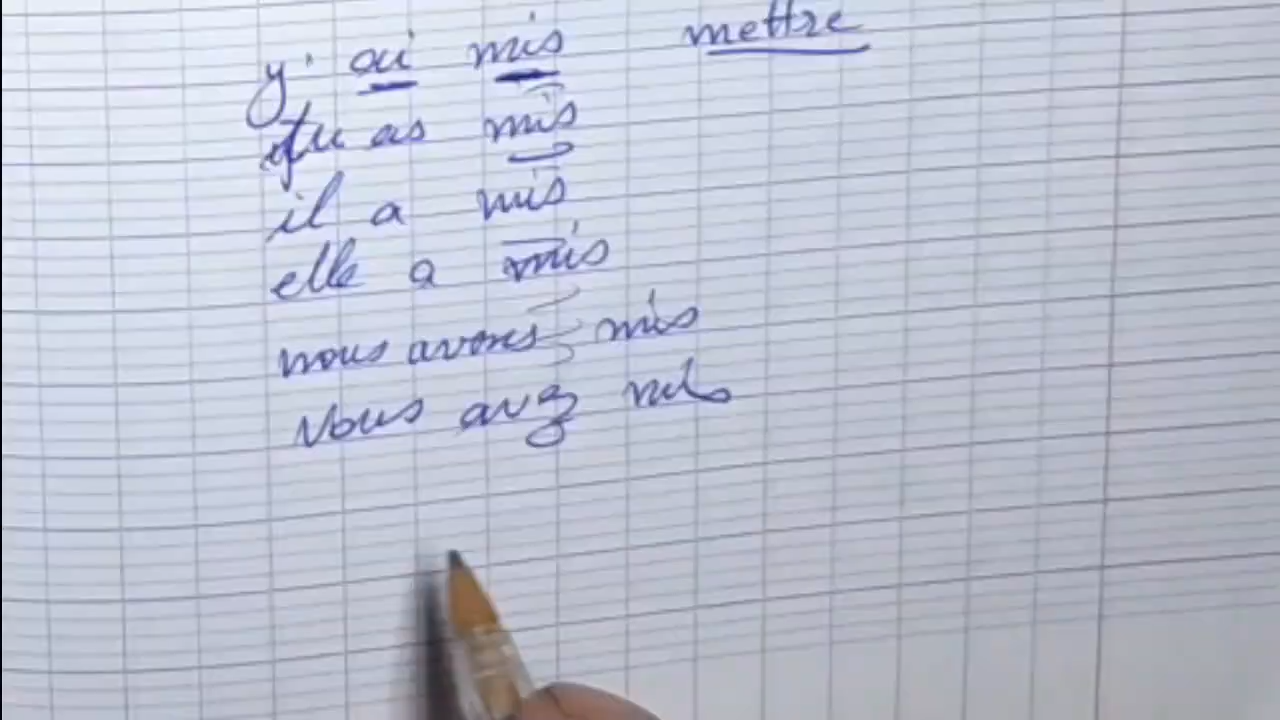 j'ai mis mettre
tu as mis
il a mis
elle a mis
nous avons mis
vous avez mis